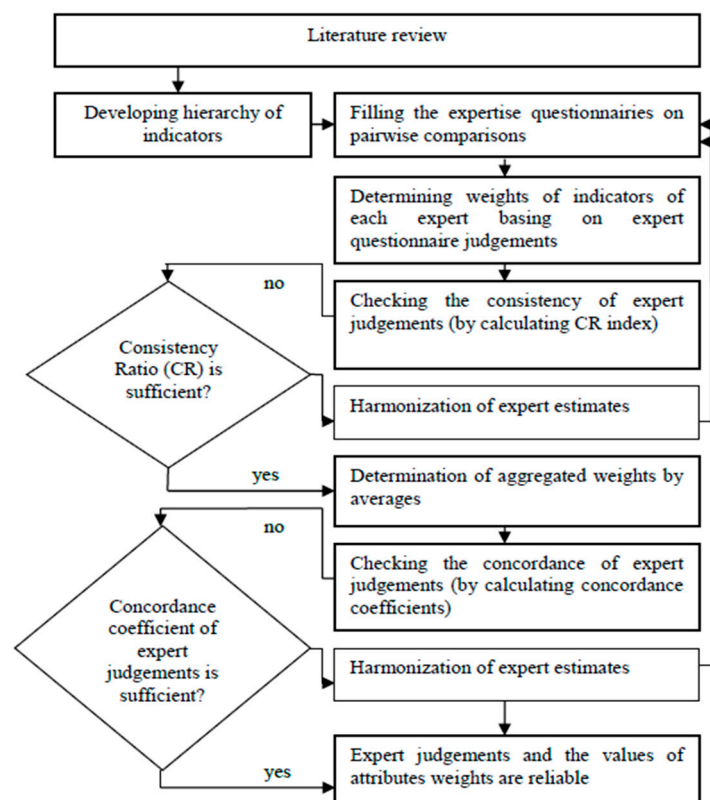 Literature review
Developing hierarchy of
indicators
Filling the expertise questionnairies on
pairwise comparisons
Determining weights of indicators of
each expert basing on expert
questionnaire judgements
no
Checking the consistency of expert
judgements (by calculating CR index)
Consistency
Ratio (CR) is
sufficient?
Harmonization of expert estimates
yes
Determination of aggregated weights by
averages
no
Checking the concordance of expert
judgements (by calculating concordance
coefficients)
Concordance
coefficient of
expert
judgements is
sufficient?
Harmonization of expert estimates
Expert judgements and the values of
attributes weights are reliable
yes